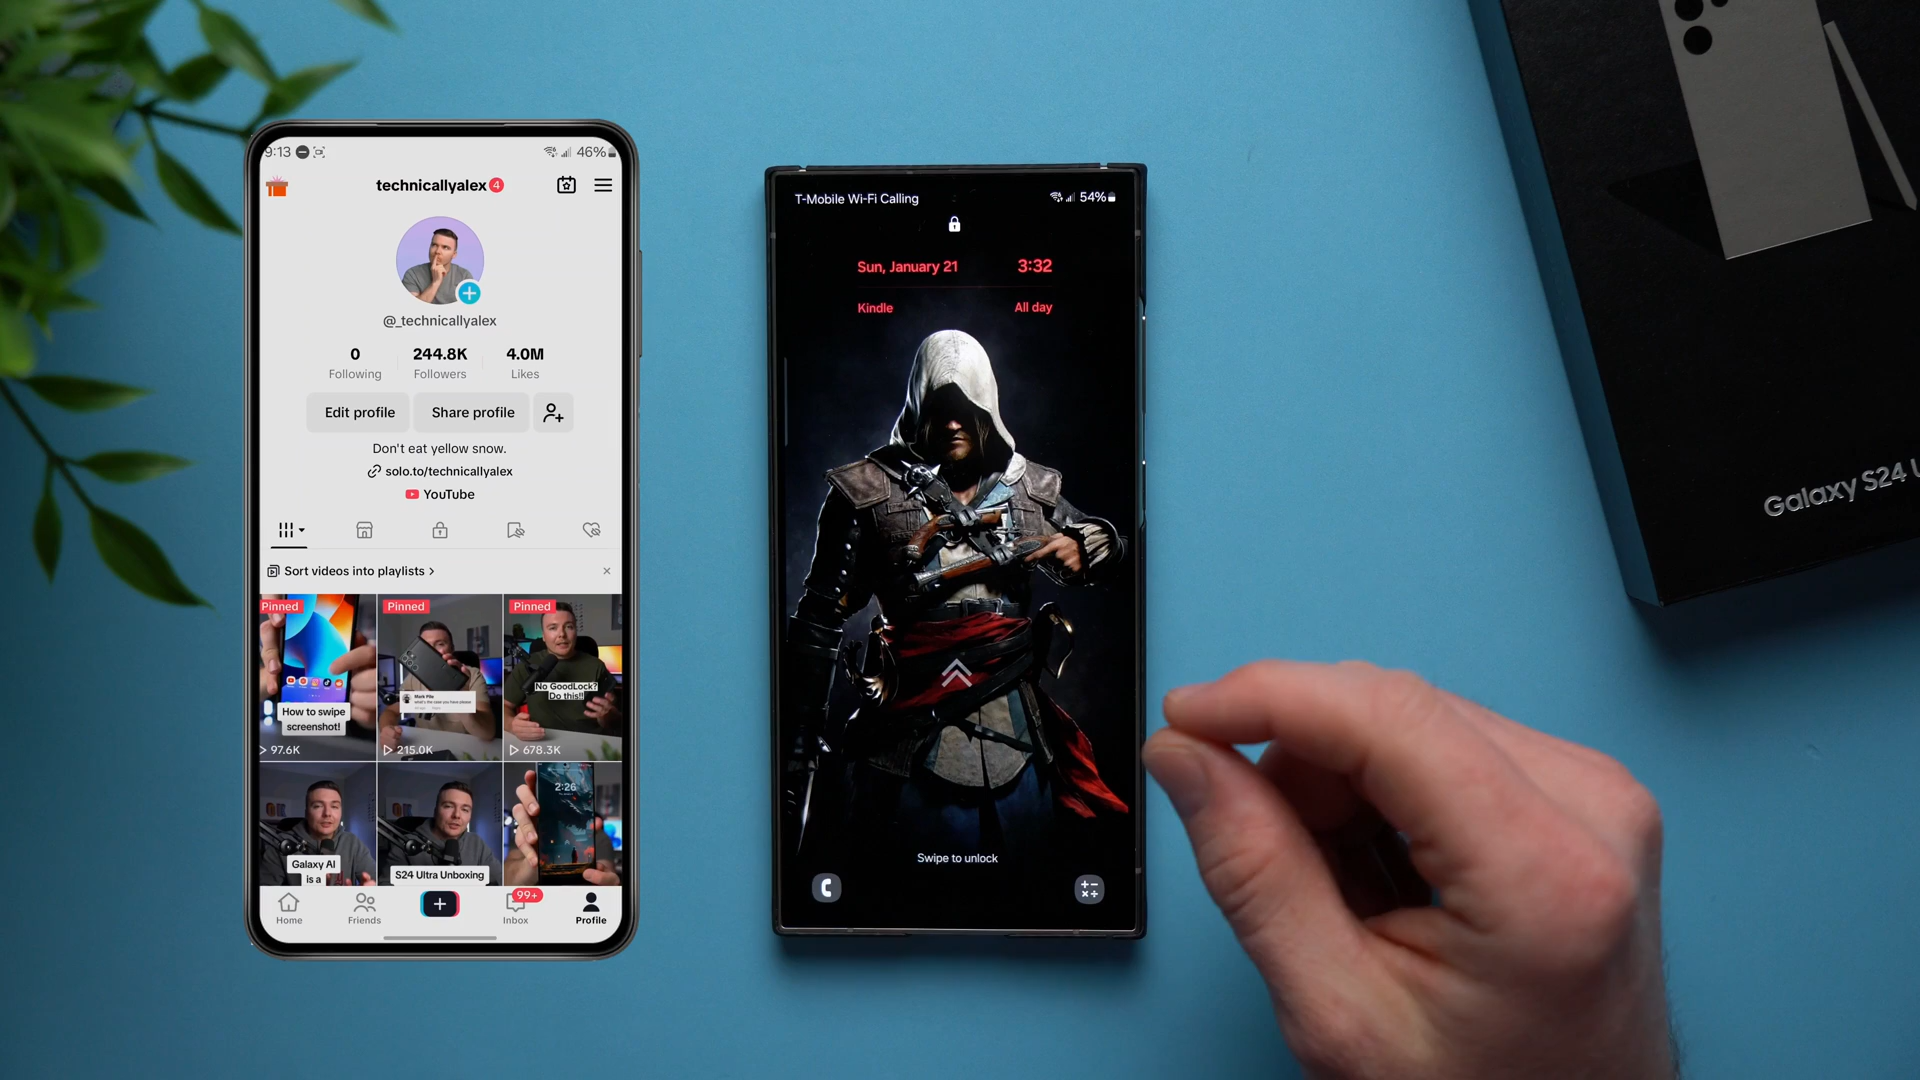 9:13
46%
technicallyalex 4
@_technicallyalex
0
Following
244.8K
Followers
4.0M
Likes
Edit profile
Share profile
Don't eat yellow snow.
solo.to/technicallyalex
YouTube
Sort videos into playlists >
Pinned
Pinned
Pinned
How to swipe
screenshot!
97.6K
Mark Pile
215.0K
No GoodLock?
Do this!!
678.3K
Galaxy AI
is a
S24 Ultra Unboxing
2:26
Home
Friends
99+
Inbox
Profile
T-Mobile Wi-Fi Calling
54%
Sun, January 21
3:32
Kindle
All day
Swipe to unlock
Galaxy S24 U